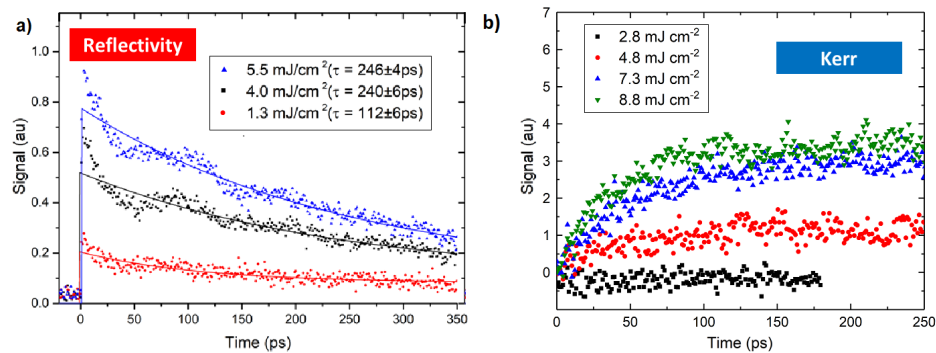 a)
Reflectivity
5.5 mJ/cm²(τ = 246±4ps)
4.0 mJ/cm²(τ = 240±6ps)
1.3 mJ/cm²(τ = 112±6ps)
Signal (au)
1.0
0.8
0.6
0.4
0.2
0.0
0 50 100 150 200 250 300 350
Time (ps)
b)
Kerr
2.8 mJ cm⁻²
4.8 mJ cm⁻²
7.3 mJ cm⁻²
8.8 mJ cm⁻²
Signal (au)
7
6
5
4
3
2
1
0
-1
0 50 100 150 200 250
Time (ps)